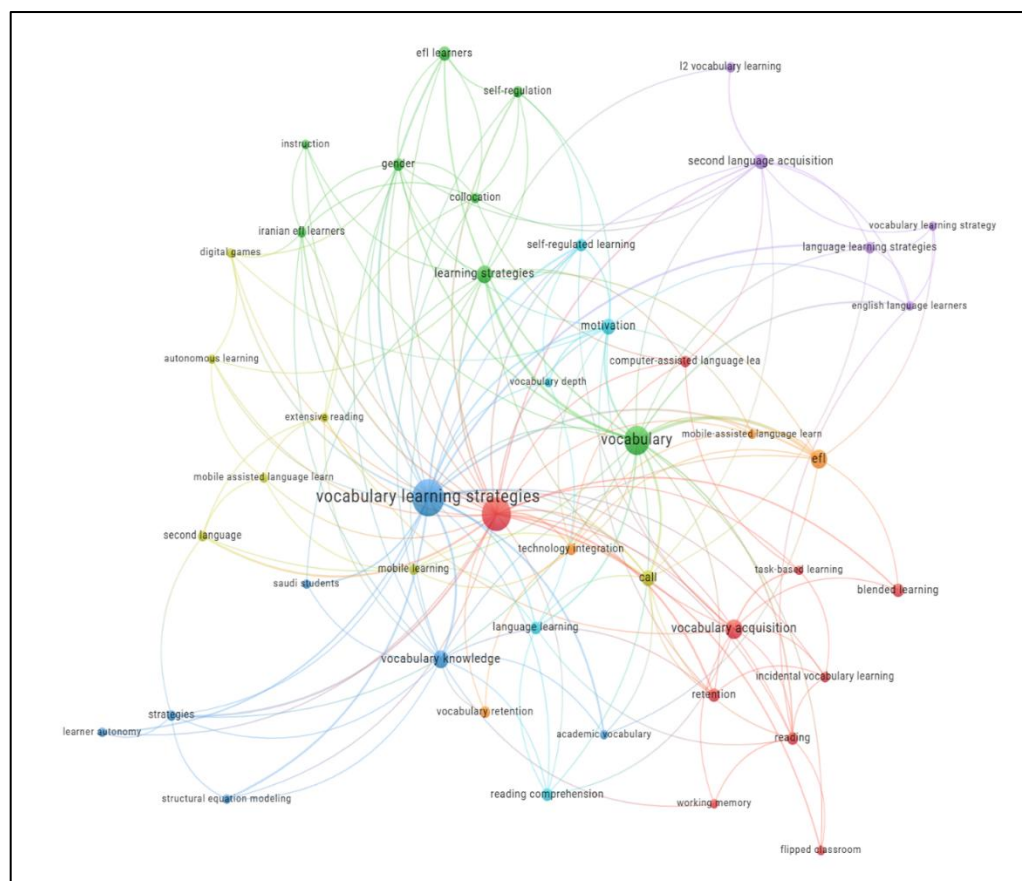 efl learners
l2 vocabulary learning
self-regulation
instruction
gender
second language acquisition
collocation
vocabulary learning strategy
iranian efl learners
self-regulated learning
language learning strategies
digital games
learning strategies
english language learners
motivation
autonomous learning
computer-assisted language lea
vocabulary depth
extensive reading
vocabulary
mobile-assisted language learn
efl
mobile assisted language learn
vocabulary learning strategies
second language
technology integration
mobile learning
call
task-based learning
saudi students
blended learning
language learning
vocabulary acquisition
vocabulary knowledge
incidental vocabulary learning
retention
strategies
vocabulary retention
learner autonomy
academic vocabulary
reading
structural equation modeling
reading comprehension
working memory
flipped classroom